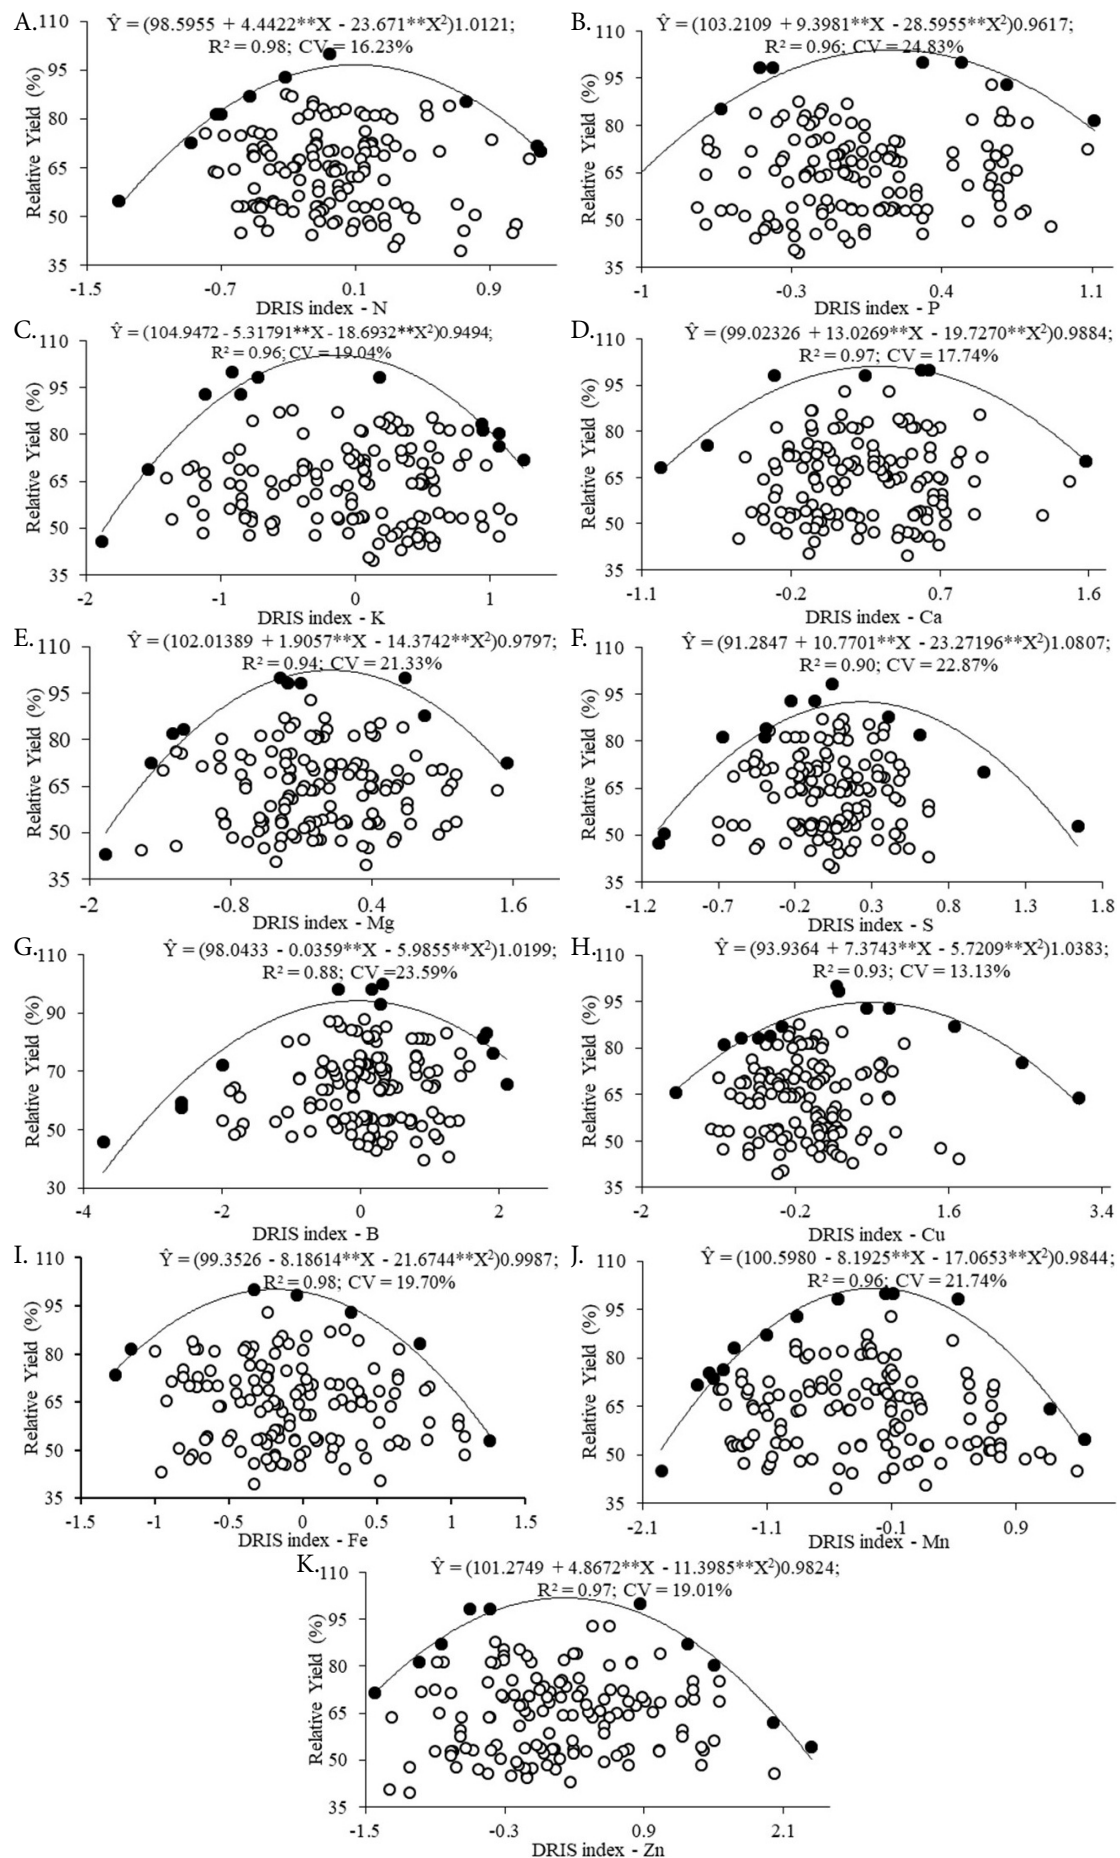 A.
Ŷ = (98.5955 + 4.4422**X - 23.671**X²)1.0121;
R² = 0.98; CV = 16.23%
110
95
80
65
50
35
Relative Yield (%)
-1.5 -0.7 0.1 0.9
DRIS index - N
B.
Ŷ = (103.2109 + 9.3981**X - 28.5955**X²)0.9617;
R² = 0.96; CV = 24.83%
110
95
80
65
50
35
Relative Yield (%)
-1 -0.3 0.4 1.1
DRIS index - P
C.
Ŷ = (104.9472 - 5.31791**X - 18.6932**X²)0.9494;
R² = 0.96; CV = 19.04%
110
95
80
65
50
35
Relative Yield (%)
-2 -1 0 1
DRIS index - K
D.
Ŷ = (99.02326 + 13.0269**X - 19.7270**X²)0.9884;
R² = 0.97; CV = 17.74%
110
95
80
65
50
35
Relative Yield (%)
-1.1 -0.2 0.7 1.6
DRIS index - Ca
E.
Ŷ = (102.01389 + 1.9057**X - 14.3742**X²)0.9797;
R² = 0.94; CV = 21.33%
110
95
80
65
50
35
Relative Yield (%)
-2 -0.8 0.4 1.6
DRIS index - Mg
F.
Ŷ = (91.2847 + 10.7701**X - 23.27196**X²)1.0807;
R² = 0.90; CV = 22.87%
110
95
80
65
50
35
Relative Yield (%)
-1.2 -0.7 -0.2 0.3 0.8 1.3 1.8
DRIS index - S
G.
Ŷ = (98.0433 - 0.0359**X - 5.9855**X²)1.0199;
R² = 0.88; CV =23.59%
110
90
70
50
30
Relative Yield (%)
-4 -2 0 2
DRIS index - B
H.
Ŷ = (93.9364 + 7.3743**X - 5.7209**X²)1.0383;
R² = 0.93; CV = 13.13%
110
95
80
65
50
35
Relative Yield (%)
-2 -0.2 1.6 3.4
DRIS index - Cu
I.
Ŷ = (99.3526 - 8.18614**X - 21.6744**X²)0.9987;
R² = 0.98; CV = 19.70%
110
95
80
65
50
35
Relative Yield (%)
-1.5 -1 -0.5 0 0.5 1 1.5
DRIS index - Fe
J.
Ŷ = (100.5980 - 8.1925**X - 17.0653**X²)0.9844;
R² = 0.96; CV = 21.74%
110
95
80
65
50
35
Relative Yield (%)
-2.1 -1.1 -0.1 0.9
DRIS index - Mn
K.
Ŷ = (101.2749 + 4.8672**X - 11.3985**X²)0.9824;
R² = 0.97; CV = 19.01%
110
95
80
65
50
35
Relative Yield (%)
-1.5 -0.3 0.9 2.1
DRIS index - Zn